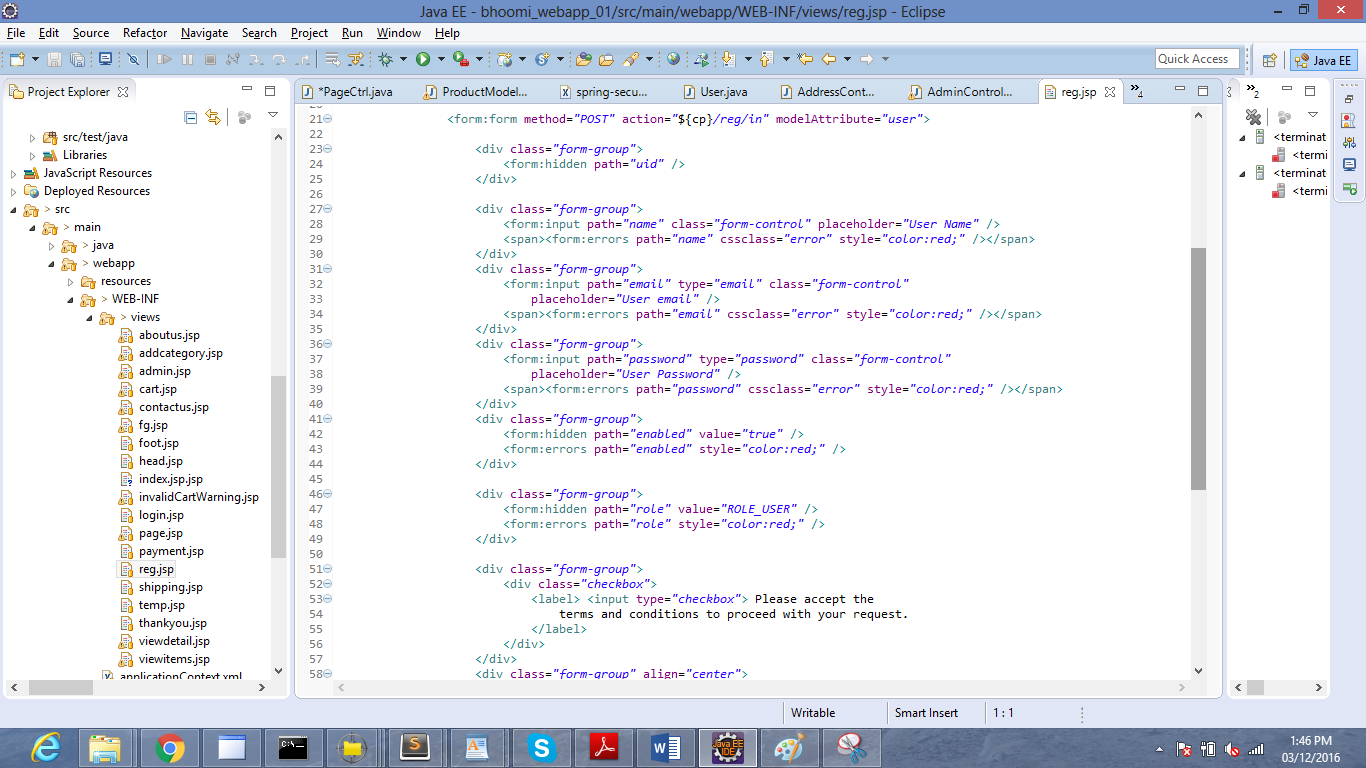 Java EE - bhoomi_webapp_01/src/main/webapp/WEB-INF/views/reg.jsp - Eclipse
File Edit Source Refactor Navigate Search Project Run Window Help
Quick Access
Java EE
Project Explorer
src/test/java
Libraries
JavaScript Resources
Deployed Resources
> src
> main
> java
> webapp
resources
> WEB-INF
> views
aboutus.jsp
addcategory.jsp
admin.jsp
cart.jsp
contactus.jsp
fg.jsp
foot.jsp
head.jsp
index.jsp.jsp
invalidCartWarning.jsp
login.jsp
page.jsp
payment.jsp
reg.jsp
shipping.jsp
temp.jsp
thankyou.jsp
viewdetail.jsp
viewitems.jsp
applicationContext.xml
*PageCtrl.java ProductModel... spring-secu... User.java AddressCont... AdminControl... reg.jsp »4
21 <form:form method="POST" action="${cp}/reg/in" modelAttribute="user">
22
23 <div class="form-group">
24 <form:hidden path="uid" />
25 </div>
26
27 <div class="form-group">
28 <form:input path="name" class="form-control" placeholder="User Name" />
29 <span><form:errors path="name" cssclass="error" style="color:red;" /></span>
30 </div>
31 <div class="form-group">
32 <form:input path="email" type="email" class="form-control"
33 placeholder="User email" />
34 <span><form:errors path="email" cssclass="error" style="color:red;" /></span>
35 </div>
36 <div class="form-group">
37 <form:input path="password" type="password" class="form-control"
38 placeholder="User Password" />
39 <span><form:errors path="password" cssclass="error" style="color:red;" /></span>
40 </div>
41 <div class="form-group">
42 <form:hidden path="enabled" value="true" />
43 <form:errors path="enabled" style="color:red;" />
44 </div>
45
46 <div class="form-group">
47 <form:hidden path="role" value="ROLE_USER" />
48 <form:errors path="role" style="color:red;" />
49 </div>
50
51 <div class="form-group">
52 <div class="checkbox">
53 <label> <input type="checkbox"> Please accept the
54 terms and conditions to proceed with your request.
55 </label>
56 </div>
57 </div>
58 <div class="form-group" align="center">
»2
<terminat
<termi
<terminat
<termi
Writable Smart Insert 1 : 1
1:46 PM
03/12/2016